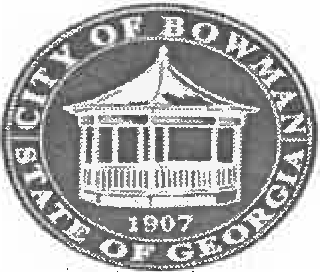 CITY OF BOWMAN
1907
STATE OF GEORGIA